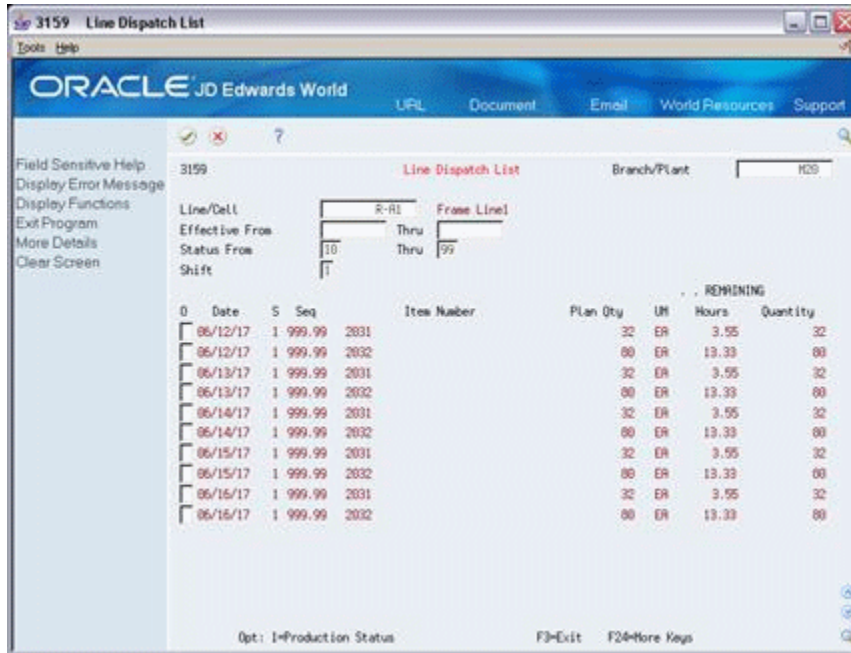 3159 Line Dispatch List
Tools Help
ORACLE JD Edwards World
URL Document Email World Resources Support
?
Field Sensitive Help
Display Error Message
Display Functions
Exit Program
More Details
Clear Screen
3159 Line Dispatch List Branch/Plant M20
Line/Cell R-A1 Frame Line1
Effective From Thru
Status From 10 Thru 99
Shift 1
. . REMAINING
O Date S Seq Item Number Plan Qty UM Hours Quantity
06/12/17 1 999.99 2031 32 EA 3.55 32
06/12/17 1 999.99 2032 80 EA 13.33 80
06/13/17 1 999.99 2031 32 EA 3.55 32
06/13/17 1 999.99 2032 80 EA 13.33 80
06/14/17 1 999.99 2031 32 EA 3.55 32
06/14/17 1 999.99 2032 80 EA 13.33 80
06/15/17 1 999.99 2031 32 EA 3.55 32
06/15/17 1 999.99 2032 80 EA 13.33 80
06/16/17 1 999.99 2031 32 EA 3.55 32
06/16/17 1 999.99 2032 80 EA 13.33 80
Opt: 1=Production Status F3=Exit F24=More Keys